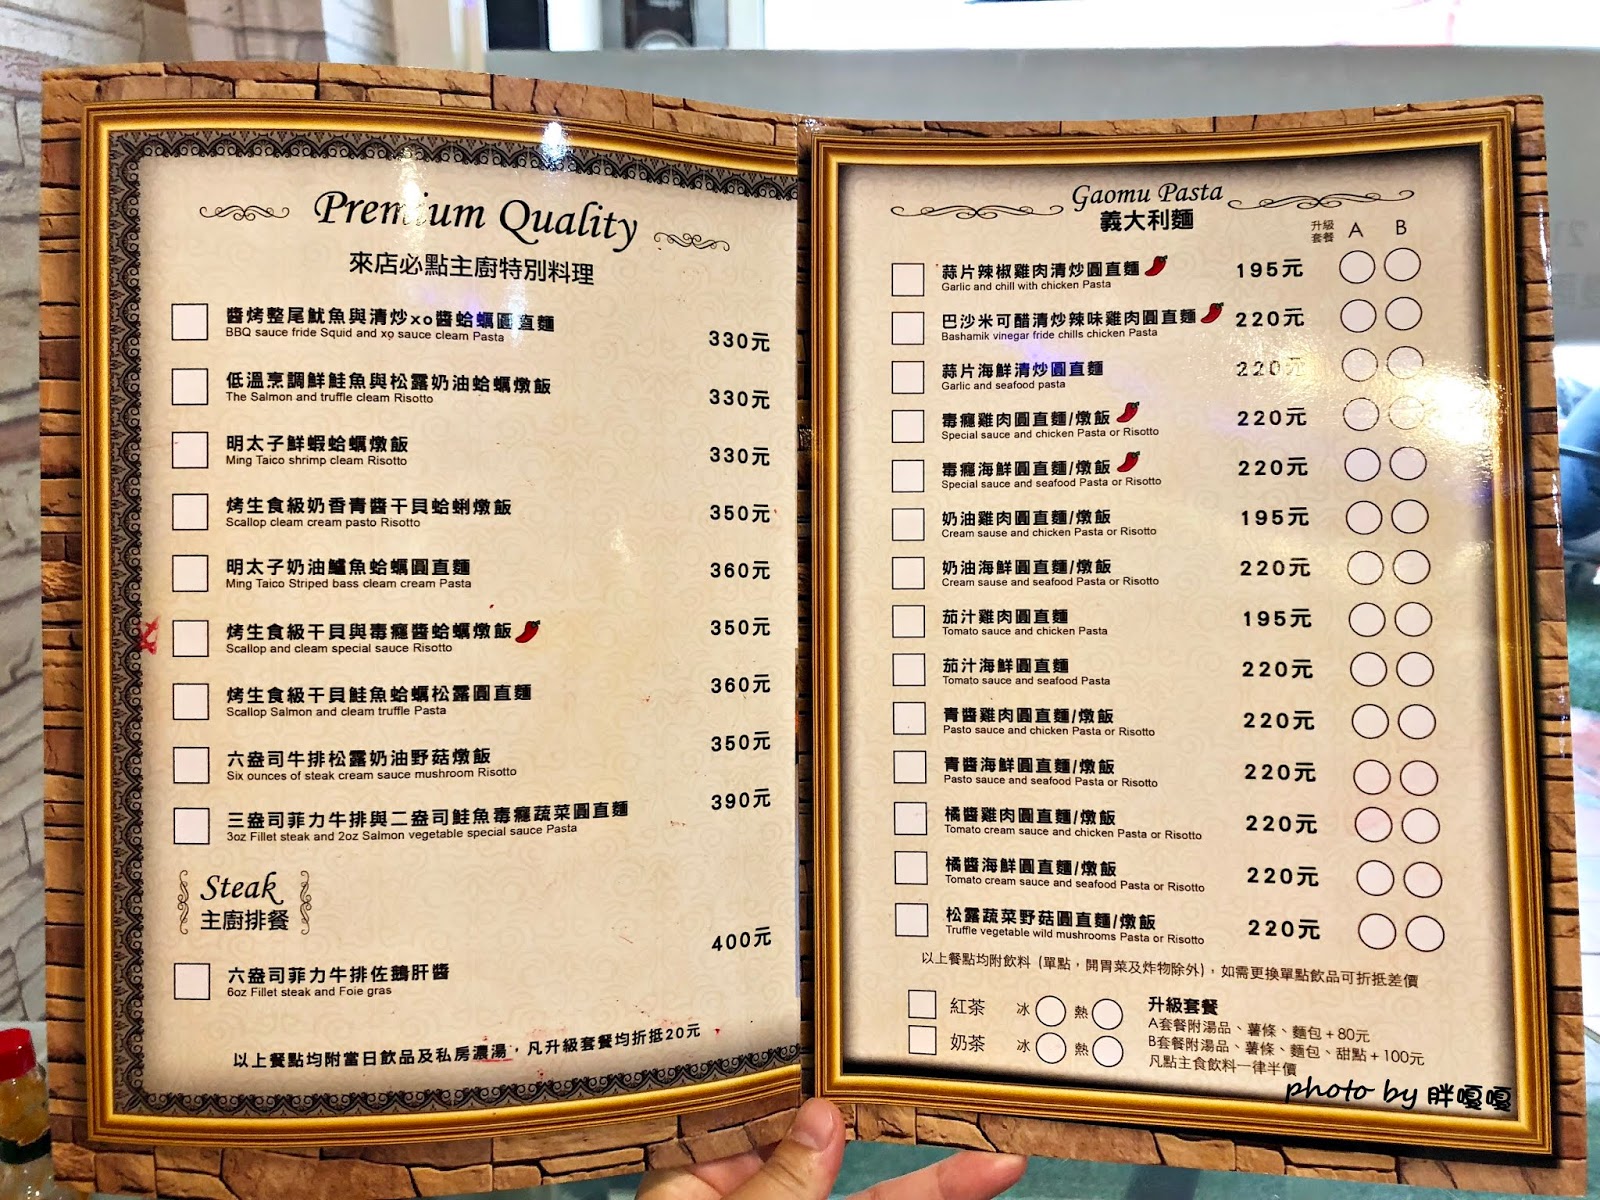 Premium Quality
來店必點主廚特別料理
醬烤整尾魷魚與清炒xo醬蛤蠣圓直麵
BBQ sauce fride Squid and xo sauce cleam Pasta
330元
低溫烹調鮮鮭魚與松露奶油蛤蠣燉飯
The Salmon and truffle cleam Risotto
330元
明太子鮮蝦蛤蠣燉飯
Ming Taico shrimp cleam Risotto
330元
烤生食級奶香青醬干貝蛤蜊燉飯
Scallop cleam cream pasto Risotto
350元
明太子奶油鱸魚蛤蠣圓直麵
Ming Taico Striped bass cleam cream Pasta
360元
烤生食級干貝與毒癮醬蛤蠣燉飯
Scallop and cleam special sauce Risotto
350元
烤生食級干貝鮭魚蛤蠣松露圓直麵
Scallop Salmon and cleam truffle Pasta
360元
六盎司牛排松露奶油野菇燉飯
Six ounces of steak cream sauce mushroom Risotto
350元
三盎司菲力牛排與二盎司鮭魚毒癮蔬菜圓直麵
3oz Fillet steak and 2oz Salmon vegetable special sauce Pasta
390元
Steak
主廚排餐
六盎司菲力牛排佐鵝肝醬
6oz Fillet steak and Foie gras
400元
以上餐點均附當日飲品及私房濃湯，凡升級套餐均折抵20元
Gaomu Pasta
義大利麵
升級
套餐 A B
蒜片辣椒雞肉清炒圓直麵 195元
Garlic and chill with chicken Pasta
巴沙米可醋清炒辣味雞肉圓直麵 220元
Bashamik vinegar fride chills chicken Pasta
蒜片海鮮清炒圓直麵 220元
Garlic and seafood pasta
毒癮雞肉圓直麵/燉飯 220元
Special sauce and chicken Pasta or Risotto
毒癮海鮮圓直麵/燉飯 220元
Special sauce and seafood Pasta or Risotto
奶油雞肉圓直麵/燉飯 195元
Cream sause and chicken Pasta or Risotto
奶油海鮮圓直麵/燉飯 220元
Cream sause and seafood Pasta or Risotto
茄汁雞肉圓直麵 195元
Tomato sauce and chicken Pasta
茄汁海鮮圓直麵 220元
Tomato sauce and seafood Pasta
青醬雞肉圓直麵/燉飯 220元
Pasto sauce and chicken Pasta or Risotto
青醬海鮮圓直麵/燉飯 220元
Pasto sauce and seafood Pasta or Risotto
橘醬雞肉圓直麵/燉飯 220元
Tomato cream sauce and chicken Pasta or Risotto
橘醬海鮮圓直麵/燉飯 220元
Tomato cream sauce and seafood Pasta or Risotto
松露蔬菜野菇圓直麵/燉飯 220元
Truffle vegetable wild mushrooms Pasta or Risotto
以上餐點均附飲料 (單點，開胃菜及炸物除外)，如需更換單點飲品可折抵差價
紅茶 冰 熱
奶茶 冰 熱
升級套餐
A套餐附湯品、薯條、麵包+80元
B套餐附湯品、薯條、麵包、甜點+100元
凡點主食飲料一律半價
photo by 胖嘎嘎